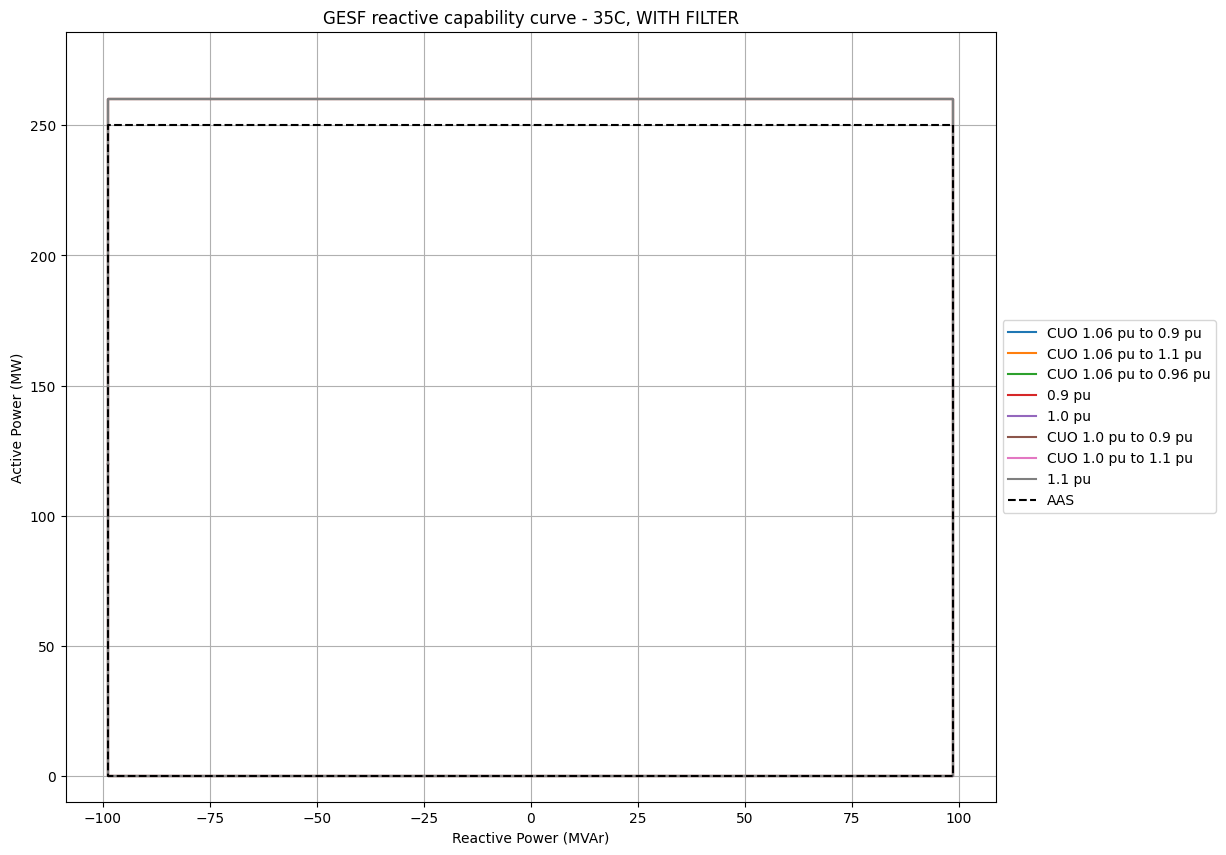 GESF reactive capability curve - 35C, WITH FILTER
Active Power (MW)
250
200
150
100
50
0
−100
−75
−50
−25
0
25
50
75
100
Reactive Power (MVAr)
CUO 1.06 pu to 0.9 pu
CUO 1.06 pu to 1.1 pu
CUO 1.06 pu to 0.96 pu
0.9 pu
1.0 pu
CUO 1.0 pu to 0.9 pu
CUO 1.0 pu to 1.1 pu
1.1 pu
AAS